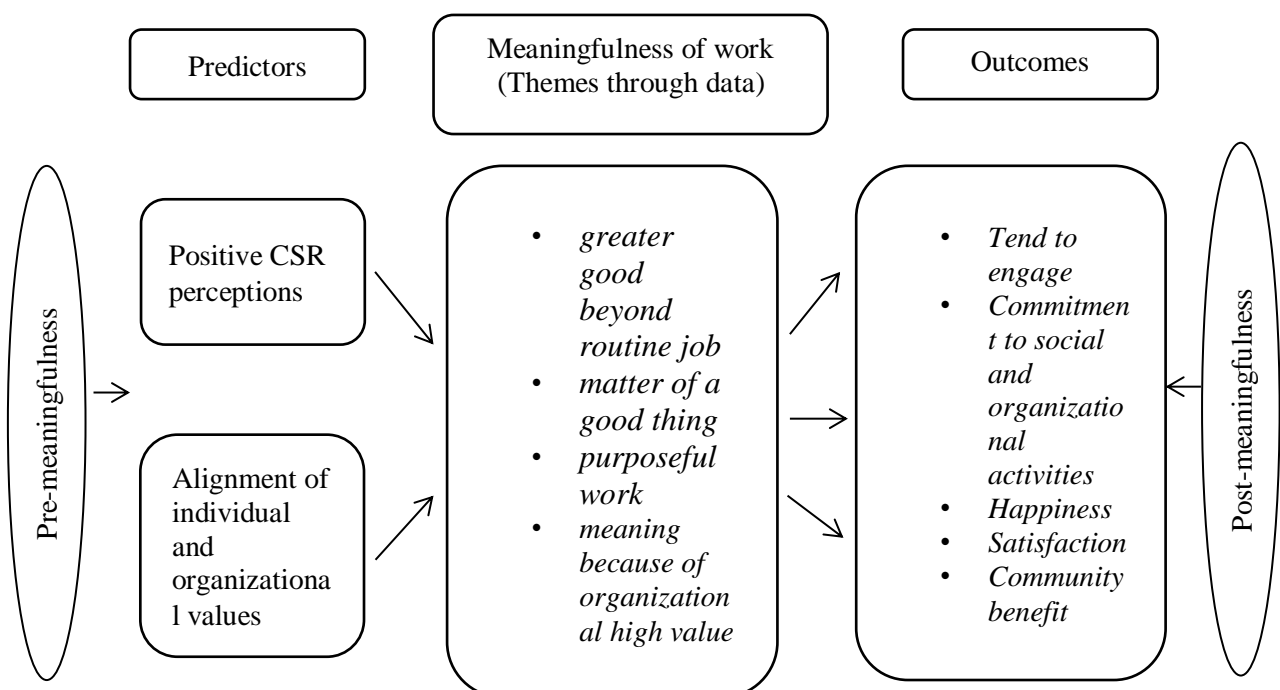 Predictors
Meaningfulness of work
(Themes through data)
Outcomes
Pre-meaningfulness
Positive CSR
perceptions
Alignment of
individual
and
organizationa
l values
• greater
good
beyond
routine job
• matter of a
good thing
• purposeful
work
• meaning
because of
organization
al high value
• Tend to
engage
• Commitmen
t to social
and
organizatio
nal
activities
• Happiness
• Satisfaction
• Community
benefit
Post-meaningfulness